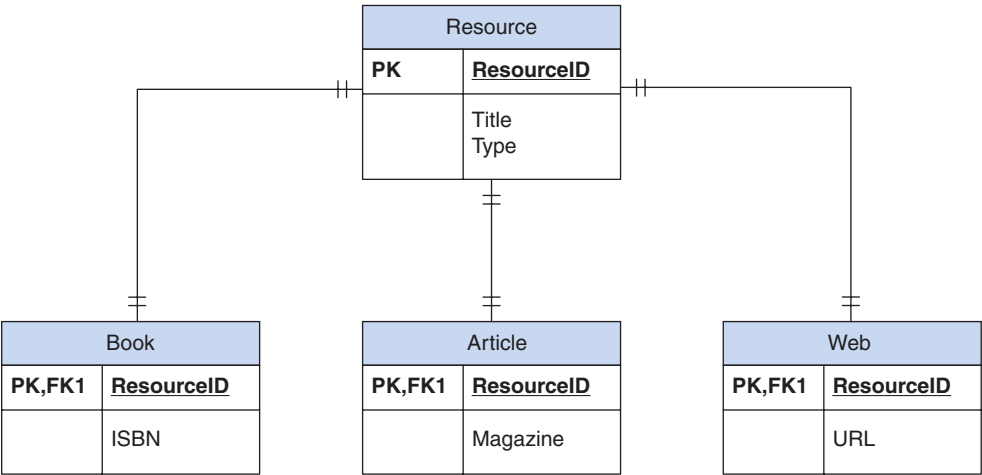 Resource
PK ResourceID
Title
Type
Book
PK,FK1 ResourceID
ISBN
Article
PK,FK1 ResourceID
Magazine
Web
PK,FK1 ResourceID
URL